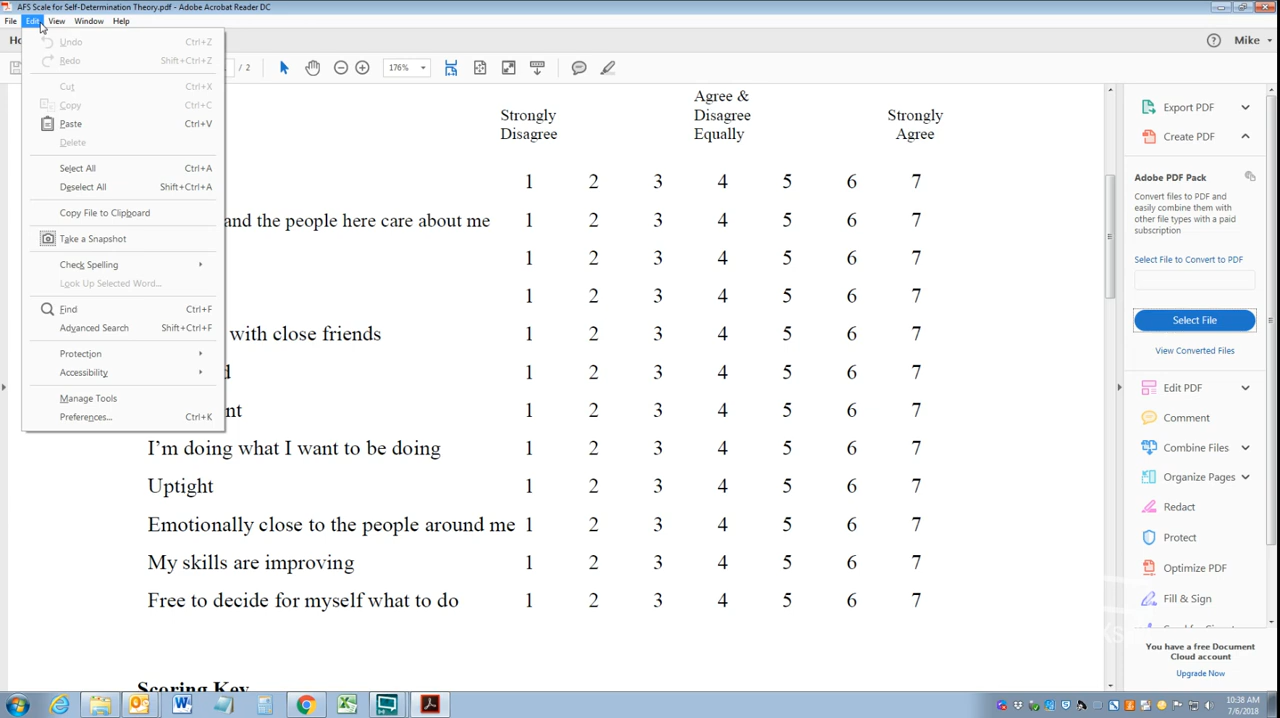 AFS Scale for Self-Determination Theory.pdf - Adobe Acrobat Reader DC
File Edit View Window Help
Mike
/ 2
176%
Undo Ctrl+Z
Redo Shift+Ctrl+Z
Cut Ctrl+X
Copy Ctrl+C
Paste Ctrl+V
Delete
Select All Ctrl+A
Deselect All Shift+Ctrl+A
Copy File to Clipboard
Take a Snapshot
Check Spelling
Look Up Selected Word...
Find Ctrl+F
Advanced Search Shift+Ctrl+F
Protection
Accessibility
Manage Tools
Preferences... Ctrl+K
Strongly Disagree
Agree & Disagree Equally
Strongly Agree
1 2 3 4 5 6 7
and the people here care about me 1 2 3 4 5 6 7
1 2 3 4 5 6 7
1 2 3 4 5 6 7
with close friends 1 2 3 4 5 6 7
1 2 3 4 5 6 7
nt 1 2 3 4 5 6 7
I'm doing what I want to be doing 1 2 3 4 5 6 7
Uptight 1 2 3 4 5 6 7
Emotionally close to the people around me 1 2 3 4 5 6 7
My skills are improving 1 2 3 4 5 6 7
Free to decide for myself what to do 1 2 3 4 5 6 7
Scoring Key
Export PDF
Create PDF
Adobe PDF Pack
Convert files to PDF and
easily combine them with
other file types with a paid
subscription
Select File to Convert to PDF
Select File
View Converted Files
Edit PDF
Comment
Combine Files
Organize Pages
Redact
Protect
Optimize PDF
Fill & Sign
You have a free Document
Cloud account
Upgrade Now
10:38 AM
7/6/2018